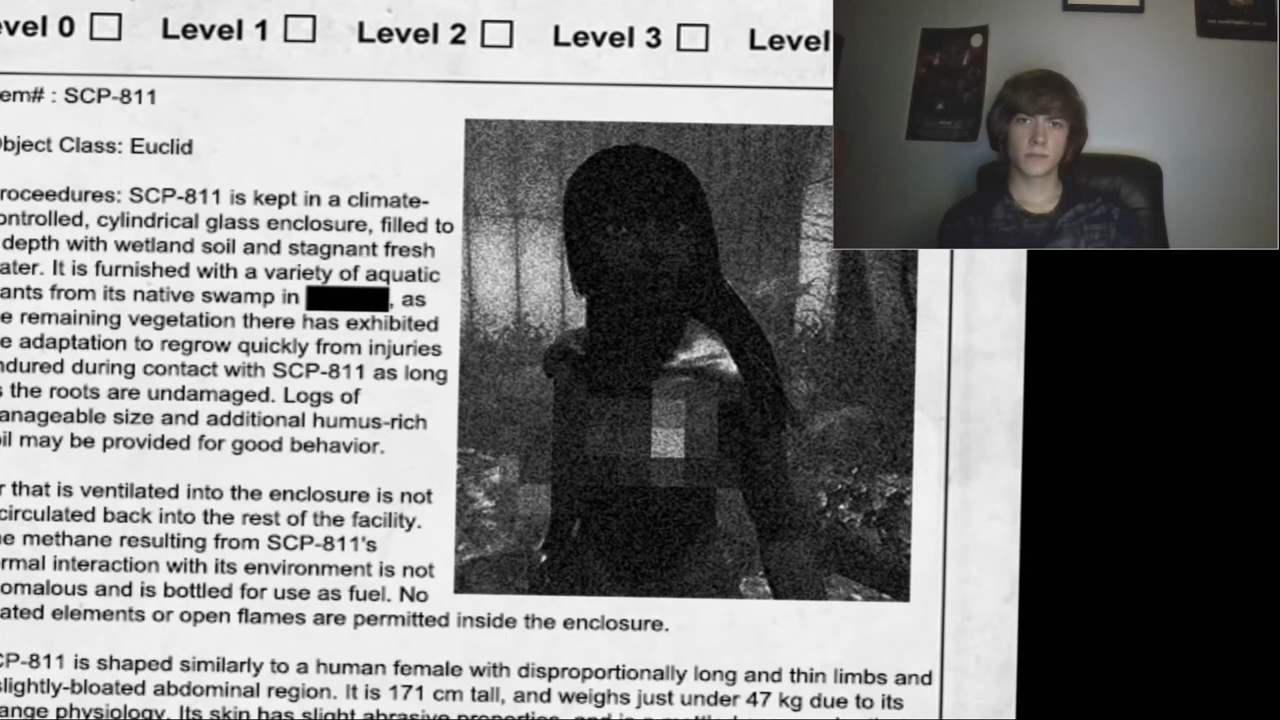 vel 0 Level 1 Level 2 Level 3 Level
em# : SCP-811
bject Class: Euclid
roceedures: SCP-811 is kept in a climate-
ontrolled, cylindrical glass enclosure, filled to
depth with wetland soil and stagnant fresh
ater. It is furnished with a variety of aquatic
ants from its native swamp in , as
e remaining vegetation there has exhibited
e adaptation to regrow quickly from injuries
ndured during contact with SCP-811 as long
s the roots are undamaged. Logs of
anageable size and additional humus-rich
oil may be provided for good behavior.
r that is ventilated into the enclosure is not
circulated back into the rest of the facility.
e methane resulting from SCP-811's
rmal interaction with its environment is not
omalous and is bottled for use as fuel. No
ated elements or open flames are permitted inside the enclosure.
CP-811 is shaped similarly to a human female with disproportionally long and thin limbs and
slightly-bloated abdominal region. It is 171 cm tall, and weighs just under 47 kg due to its
ange physiology. Its skin has slight abrasive